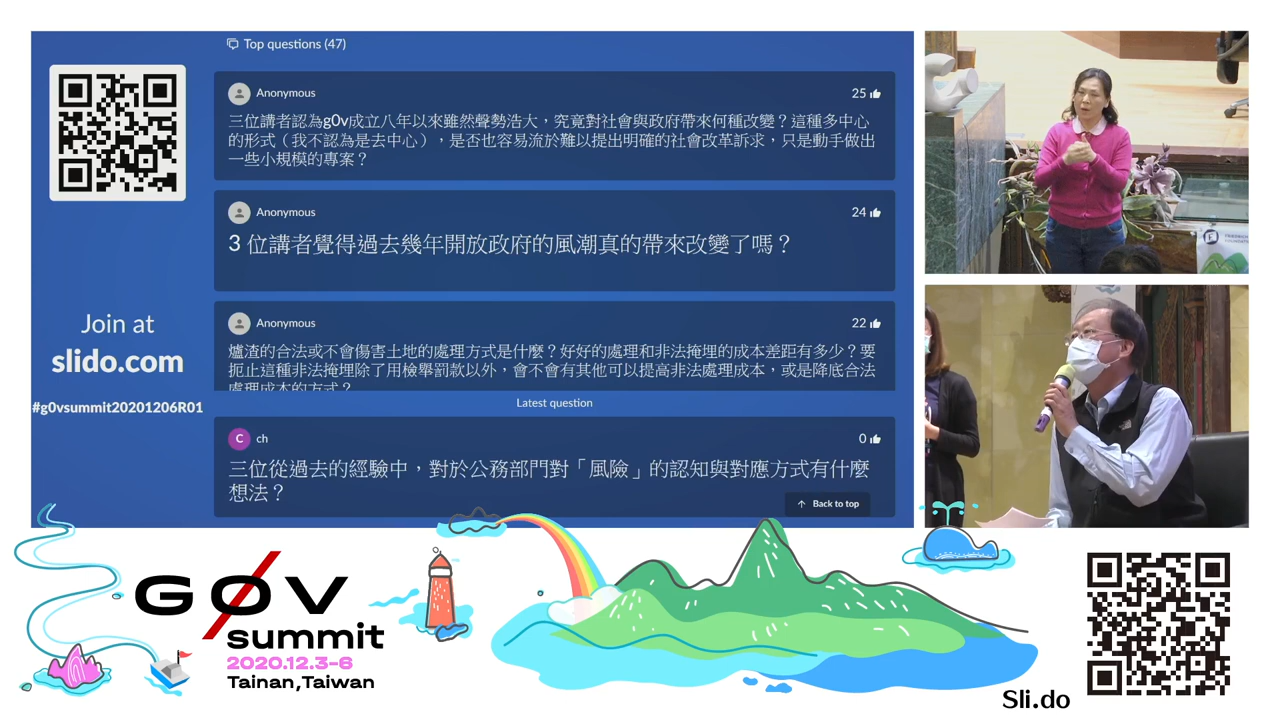 Top questions (47)
Anonymous
25
三位講者認為g0v成立八年以來雖然聲勢浩大，究竟對社會與政府帶來何種改變？這種多中心
的形式（我不認為是去中心），是否也容易流於難以提出明確的社會改革訴求，只是動手做出
一些小規模的專案？
Anonymous
24
3 位講者覺得過去幾年開放政府的風潮真的帶來改變了嗎？
Anonymous
22
爐渣的合法或不會傷害土地的處理方式是什麼？好好的處理和非法掩埋的成本差距有多少？要
扼止這種非法掩埋除了用檢舉罰款以外，會不會有其他可以提高非法處理成本，或是降底合法
處理成本的方式？
Latest question
C
ch
0
三位從過去的經驗中，對於公務部門對「風險」的認知與對應方式有什麼
想法？
Back to top
Join at
slido.com
#g0vsummit20201206R01
FRIEDRICH
G0V
summit
2020.12.3-6
Tainan,Taiwan
Sli.do